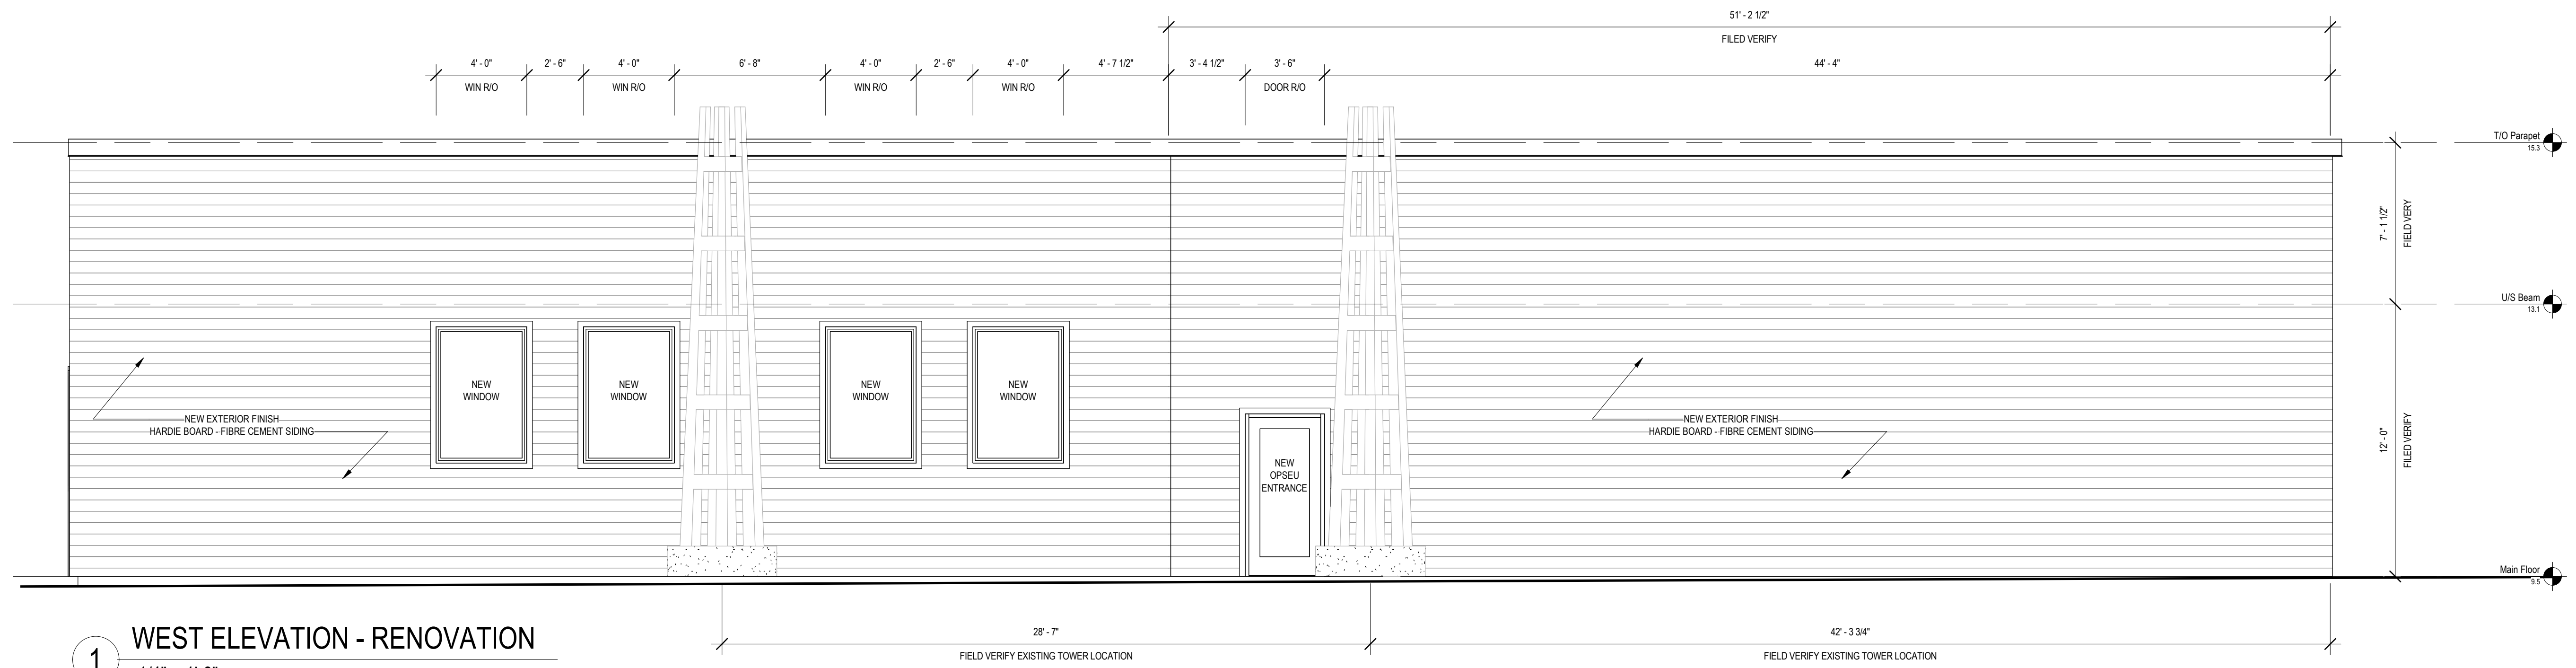 51' - 2 1/2"
FILED VERIFY
4' - 0" 2' - 6" 4' - 0" 6' - 8" 4' - 0" 2' - 6" 4' - 0" 4' - 7 1/2" 3' - 4 1/2" 3' - 6" 44' - 4"
WIN R/O WIN R/O WIN R/O WIN R/O DOOR R/O
T/O Parapet
15.3
7' - 1 1/2"
FIELD VERY
U/S Beam
13.1
NEW
WINDOW
NEW
WINDOW
NEW
WINDOW
NEW
WINDOW
NEW EXTERIOR FINISH
HARDIE BOARD - FIBRE CEMENT SIDING
NEW EXTERIOR FINISH
HARDIE BOARD - FIBRE CEMENT SIDING
NEW
OPSEU
ENTRANCE
12' - 0"
FILED VERIFY
Main Floor
9.5
1 WEST ELEVATION - RENOVATION
28' - 7"
FIELD VERIFY EXISTING TOWER LOCATION
42' - 3 3/4"
FIELD VERIFY EXISTING TOWER LOCATION